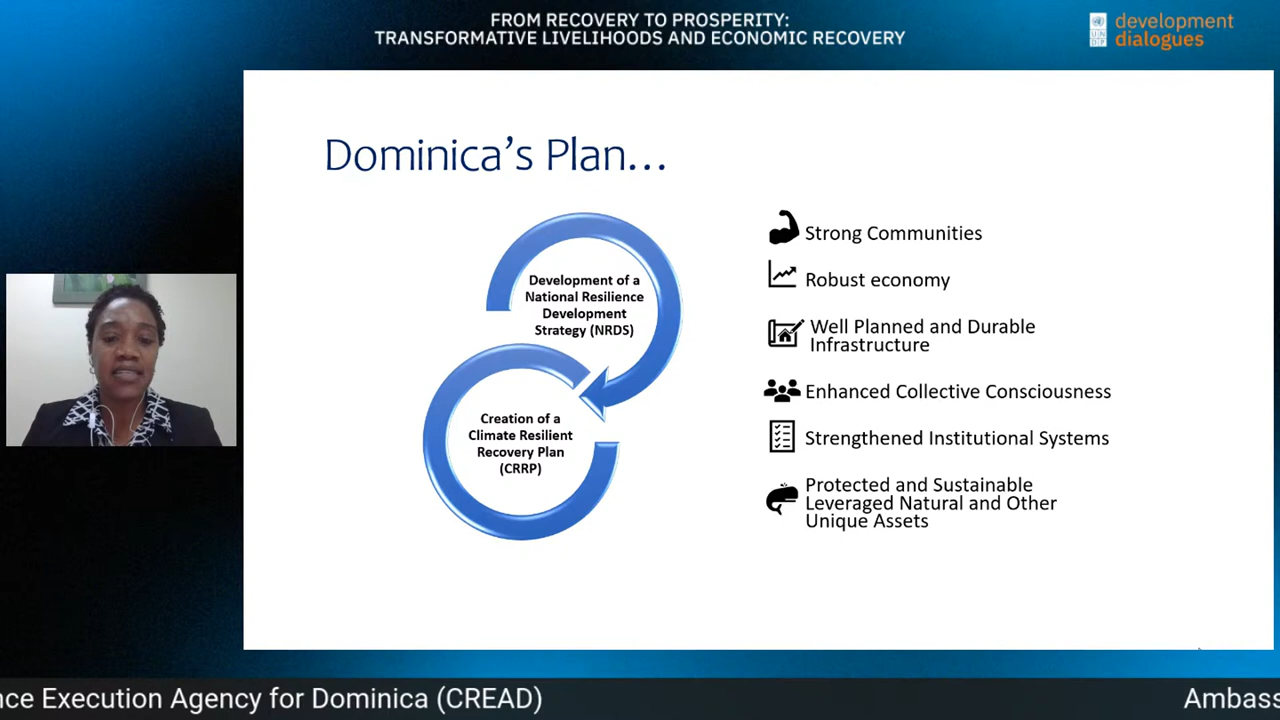 FROM RECOVERY TO PROSPERITY:
TRANSFORMATIVE LIVELIHOODS AND ECONOMIC RECOVERY
UN
DP
development
dialogues
Dominica's Plan...
Development of a
National Resilience
Development
Strategy (NRDS)
Creation of a
Climate Resilient
Recovery Plan
(CRRP)
Strong Communities
Robust economy
Well Planned and Durable
Infrastructure
Enhanced Collective Consciousness
Strengthened Institutional Systems
Protected and Sustainable
Leveraged Natural and Other
Unique Assets
nce Execution Agency for Dominica (CREAD)
Ambass